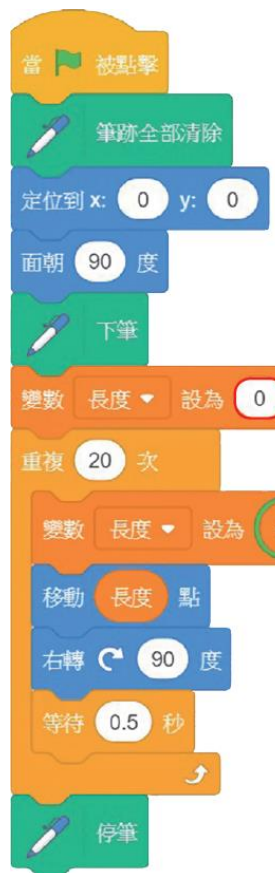 當 被點擊
筆跡全部清除
定位到 x: 0 y: 0
面朝 90 度
下筆
變數 長度 設為 0
重複 20 次
變數 長度 設為
移動 長度 點
右轉 90 度
等待 0.5 秒
停筆